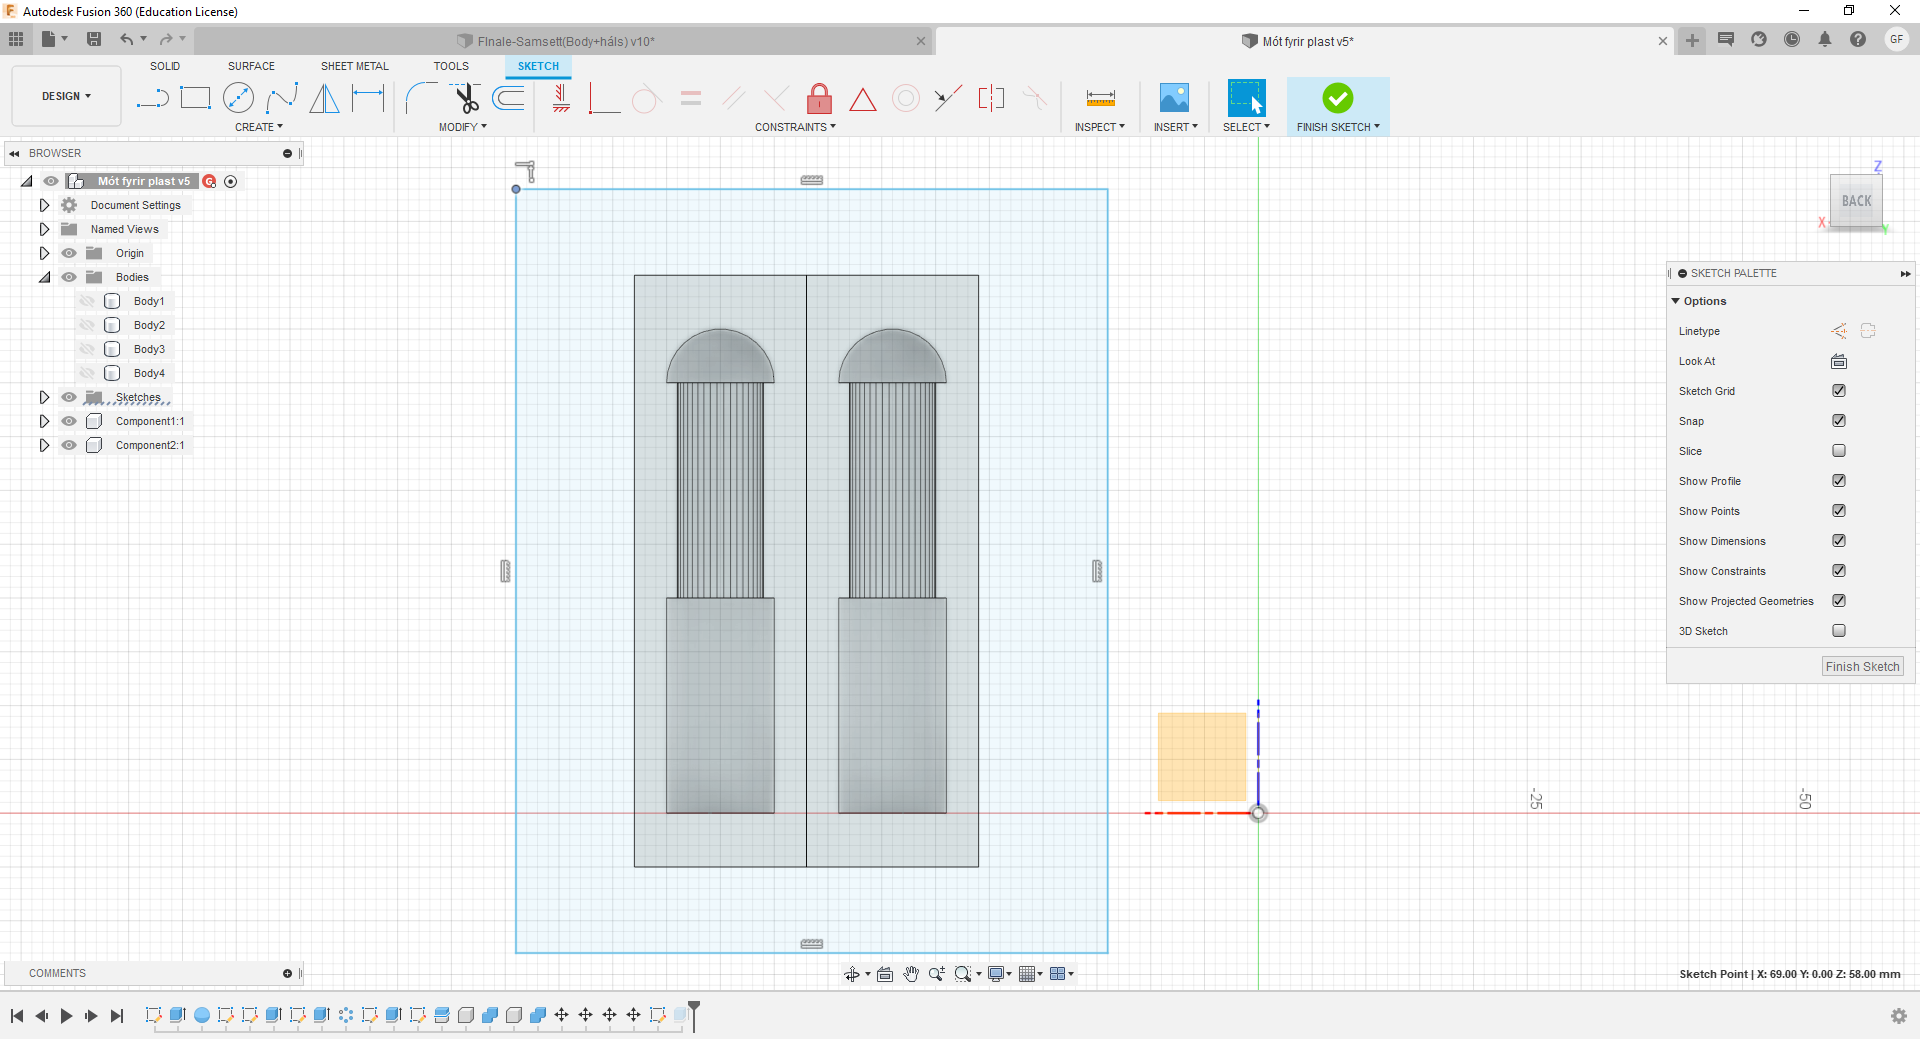 Autodesk Fusion 360 (Education License)
FInale-Samsett(Body+háls) v10*
Mót fyrir plast v5*
GF
SOLID SURFACE SHEET METAL TOOLS SKETCH
DESIGN
CREATE MODIFY CONSTRAINTS INSPECT INSERT SELECT FINISH SKETCH
BROWSER
Mót fyrir plast v5
Document Settings
Named Views
Origin
Bodies
Body1
Body2
Body3
Body4
Sketches
Component1:1
Component2:1
Z
BACK
X
Y
SKETCH PALETTE
Options
Linetype
Look At
Sketch Grid
Snap
Slice
Show Profile
Show Points
Show Dimensions
Show Constraints
Show Projected Geometries
3D Sketch
Finish Sketch
-25
-50
COMMENTS
Sketch Point | X: 69.00 Y: 0.00 Z: 58.00 mm